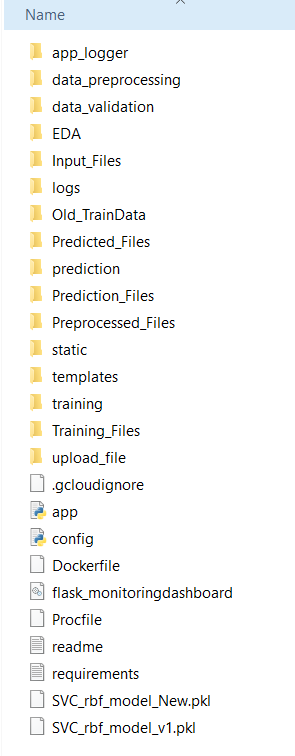 Name
app_logger
data_preprocessing
data_validation
EDA
Input_Files
logs
Old_TrainData
Predicted_Files
prediction
Prediction_Files
Preprocessed_Files
static
templates
training
Training_Files
upload_file
.gcloudignore
app
config
Dockerfile
flask_monitoringdashboard
Procfile
readme
requirements
SVC_rbf_model_New.pkl
SVC_rbf_model_v1.pkl